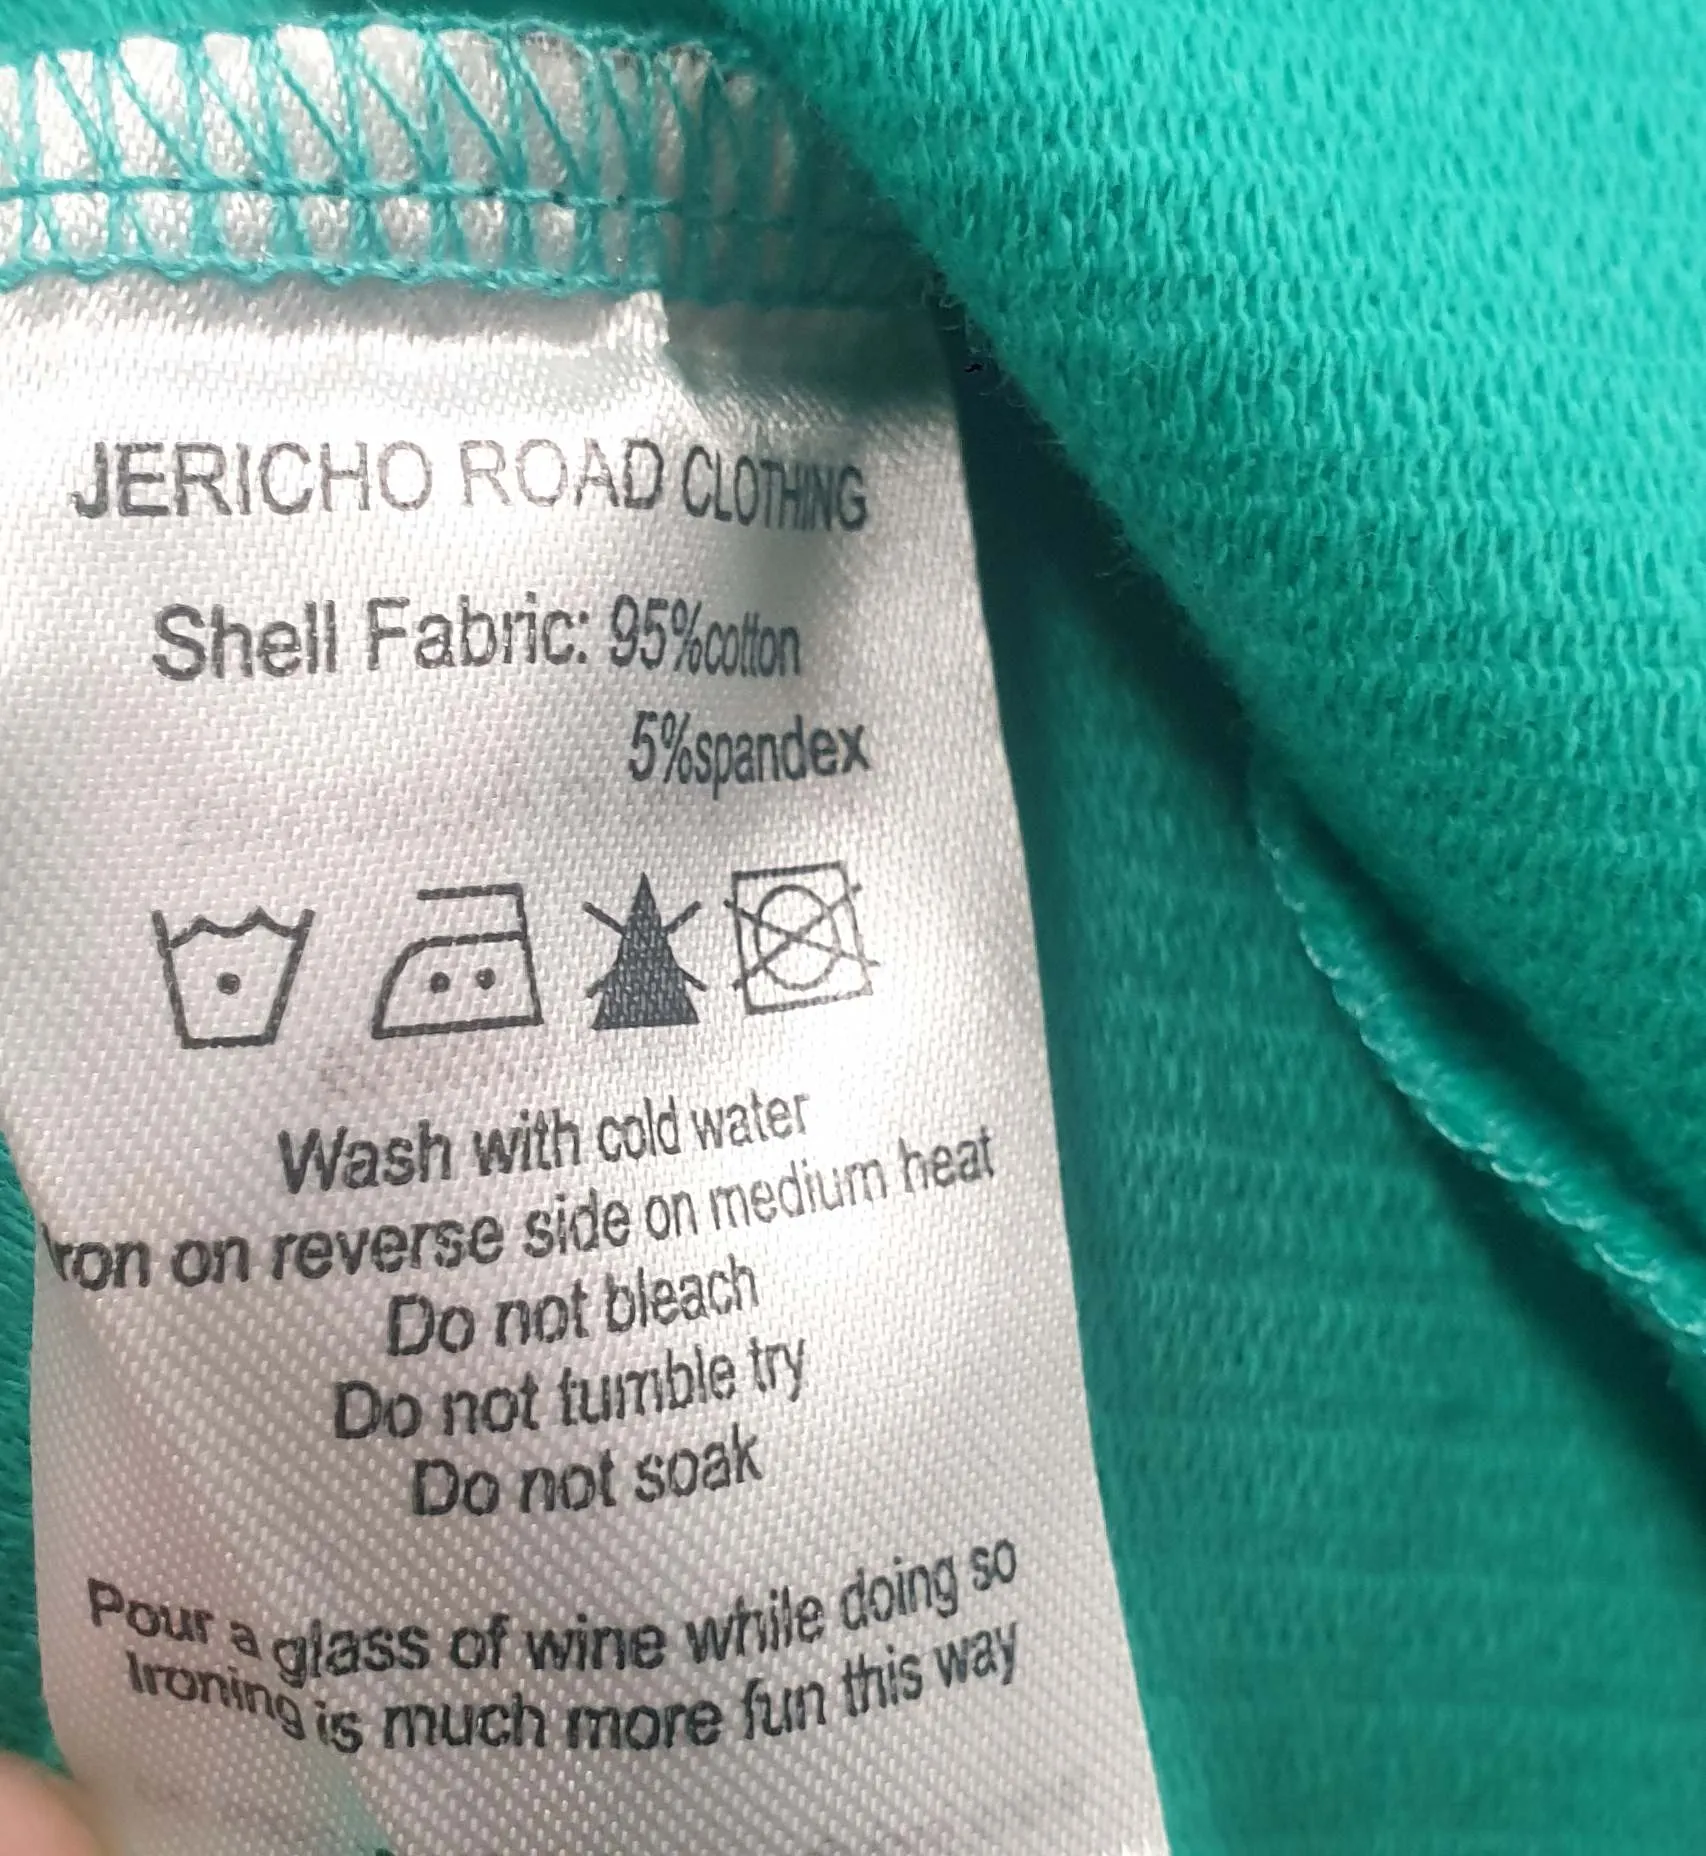 JERICHO ROAD CLOTHING
Shell Fabric: 95%cotton
5%spandex
Wash with cold water
Iron on reverse side on medium heat
Do not bleach
Do not tumble try
Do not soak
Pour a glass of wine while doing so
Ironing is much more fun this way